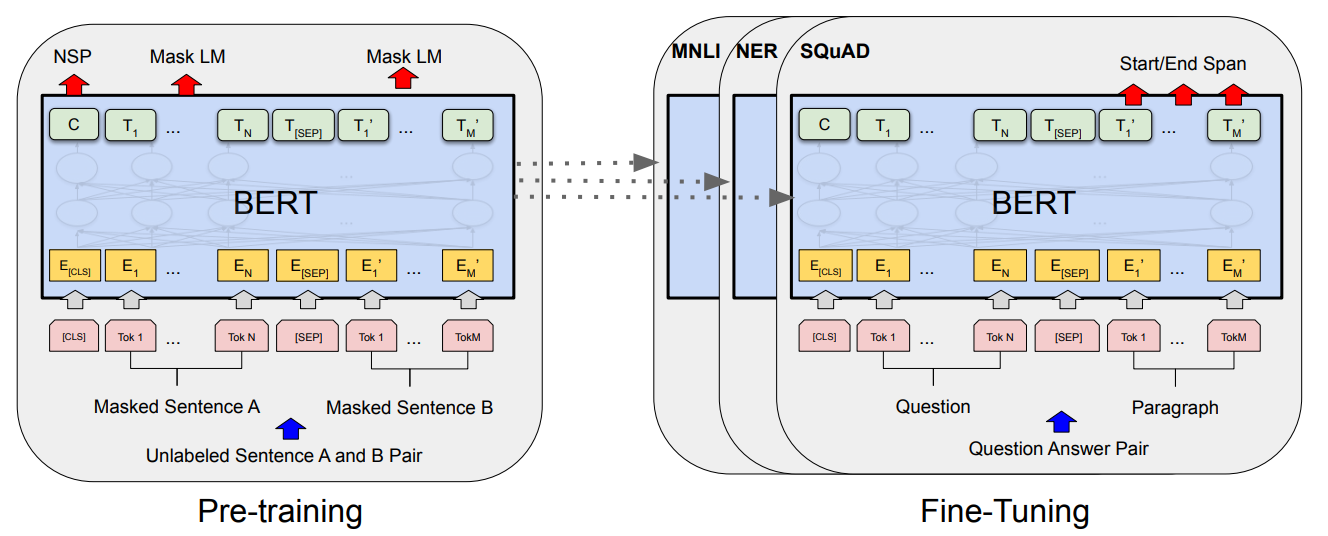 NSP Mask LM Mask LM
C T1 ... TN T[SEP] T1’ ... TM’
...
BERT
...
E[CLS] E1 ... EN E[SEP] E1’ ... EM’
[CLS] Tok 1 ... Tok N [SEP] Tok 1 ... TokM
Masked Sentence A Masked Sentence B
Unlabeled Sentence A and B Pair
Pre-training
MNLI NER SQuAD
Start/End Span
C T1 ... TN T[SEP] T1’ ... TM’
...
BERT
...
E[CLS] E1 ... EN E[SEP] E1’ ... EM’
[CLS] Tok 1 ... Tok N [SEP] Tok 1 ... TokM
Question Paragraph
Question Answer Pair
Fine-Tuning